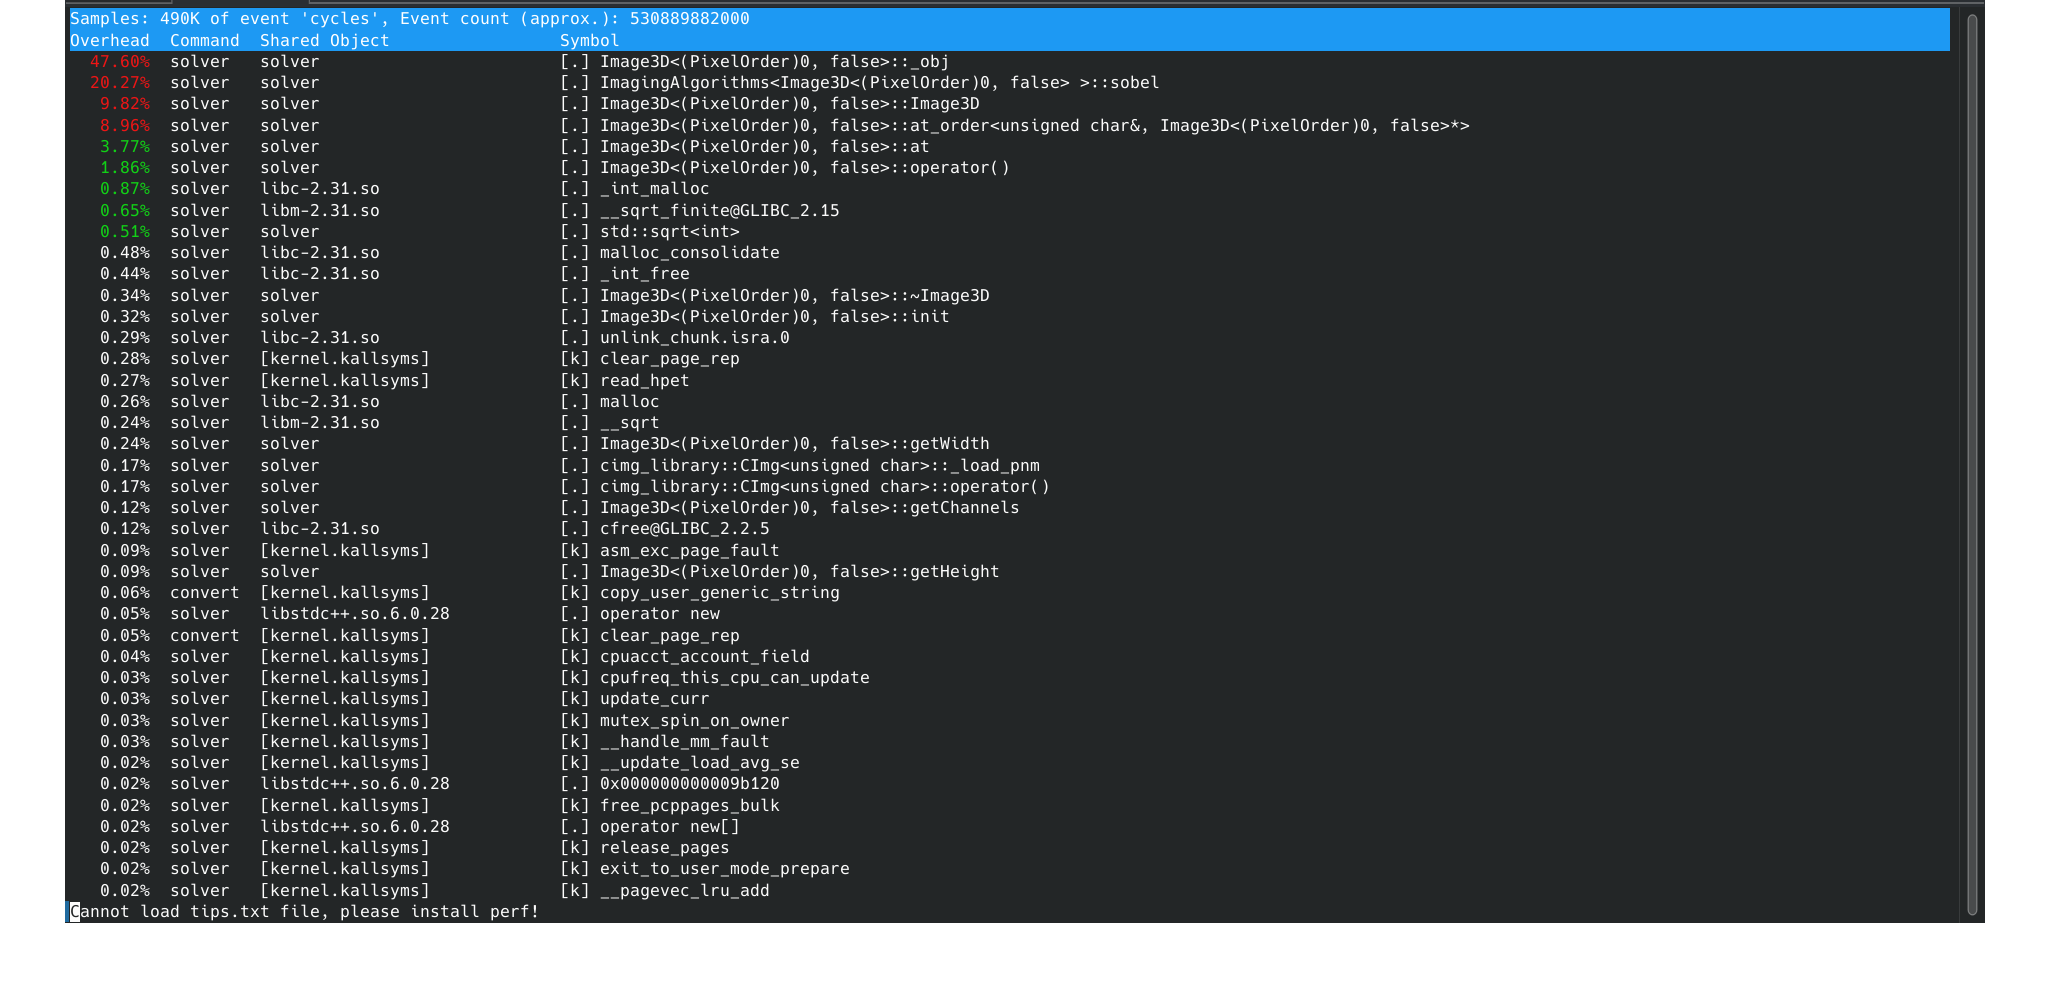 Samples: 490K of event 'cycles', Event count (approx.): 530889882000
Overhead  Command  Shared Object                 Symbol
47.60%  solver   solver                        [.] Image3D<(PixelOrder)0, false>::_obj
20.27%  solver   solver                        [.] ImagingAlgorithms<Image3D<(PixelOrder)0, false> >::sobel
9.82%  solver   solver                        [.] Image3D<(PixelOrder)0, false>::Image3D
8.96%  solver   solver                        [.] Image3D<(PixelOrder)0, false>::at_order<unsigned char&, Image3D<(PixelOrder)0, false>*>
3.77%  solver   solver                        [.] Image3D<(PixelOrder)0, false>::at
1.86%  solver   solver                        [.] Image3D<(PixelOrder)0, false>::operator()
0.87%  solver   libc-2.31.so                  [.] _int_malloc
0.65%  solver   libm-2.31.so                  [.] __sqrt_finite@GLIBC_2.15
0.51%  solver   solver                        [.] std::sqrt<int>
0.48%  solver   libc-2.31.so                  [.] malloc_consolidate
0.44%  solver   libc-2.31.so                  [.] _int_free
0.34%  solver   solver                        [.] Image3D<(PixelOrder)0, false>::~Image3D
0.32%  solver   solver                        [.] Image3D<(PixelOrder)0, false>::init
0.29%  solver   libc-2.31.so                  [.] unlink_chunk.isra.0
0.28%  solver   [kernel.kallsyms]             [k] clear_page_rep
0.27%  solver   [kernel.kallsyms]             [k] read_hpet
0.26%  solver   libc-2.31.so                  [.] malloc
0.24%  solver   libm-2.31.so                  [.] __sqrt
0.24%  solver   solver                        [.] Image3D<(PixelOrder)0, false>::getWidth
0.17%  solver   solver                        [.] cimg_library::CImg<unsigned char>::_load_pnm
0.17%  solver   solver                        [.] cimg_library::CImg<unsigned char>::operator()
0.12%  solver   solver                        [.] Image3D<(PixelOrder)0, false>::getChannels
0.12%  solver   libc-2.31.so                  [.] cfree@GLIBC_2.2.5
0.09%  solver   [kernel.kallsyms]             [k] asm_exc_page_fault
0.09%  solver   solver                        [.] Image3D<(PixelOrder)0, false>::getHeight
0.06%  convert  [kernel.kallsyms]             [k] copy_user_generic_string
0.05%  solver   libstdc++.so.6.0.28           [.] operator new
0.05%  convert  [kernel.kallsyms]             [k] clear_page_rep
0.04%  solver   [kernel.kallsyms]             [k] cpuacct_account_field
0.03%  solver   [kernel.kallsyms]             [k] cpufreq_this_cpu_can_update
0.03%  solver   [kernel.kallsyms]             [k] update_curr
0.03%  solver   [kernel.kallsyms]             [k] mutex_spin_on_owner
0.03%  solver   [kernel.kallsyms]             [k] __handle_mm_fault
0.02%  solver   [kernel.kallsyms]             [k] __update_load_avg_se
0.02%  solver   libstdc++.so.6.0.28           [.] 0x000000000009b120
0.02%  solver   [kernel.kallsyms]             [k] free_pcppages_bulk
0.02%  solver   libstdc++.so.6.0.28           [.] operator new[]
0.02%  solver   [kernel.kallsyms]             [k] release_pages
0.02%  solver   [kernel.kallsyms]             [k] exit_to_user_mode_prepare
0.02%  solver   [kernel.kallsyms]             [k] __pagevec_lru_add
Cannot load tips.txt file, please install perf!